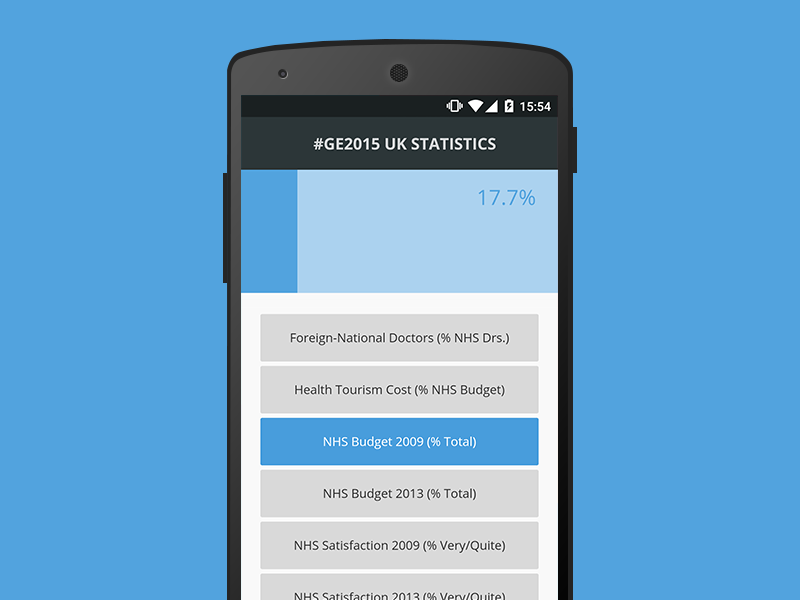 15:54
#GE2015 UK STATISTICS
17.7%
Foreign-National Doctors (% NHS Drs.)
Health Tourism Cost (% NHS Budget)
NHS Budget 2009 (% Total)
NHS Budget 2013 (% Total)
NHS Satisfaction 2009 (% Very/Quite)
NHS Satisfaction 2013 (% Very/Quite)